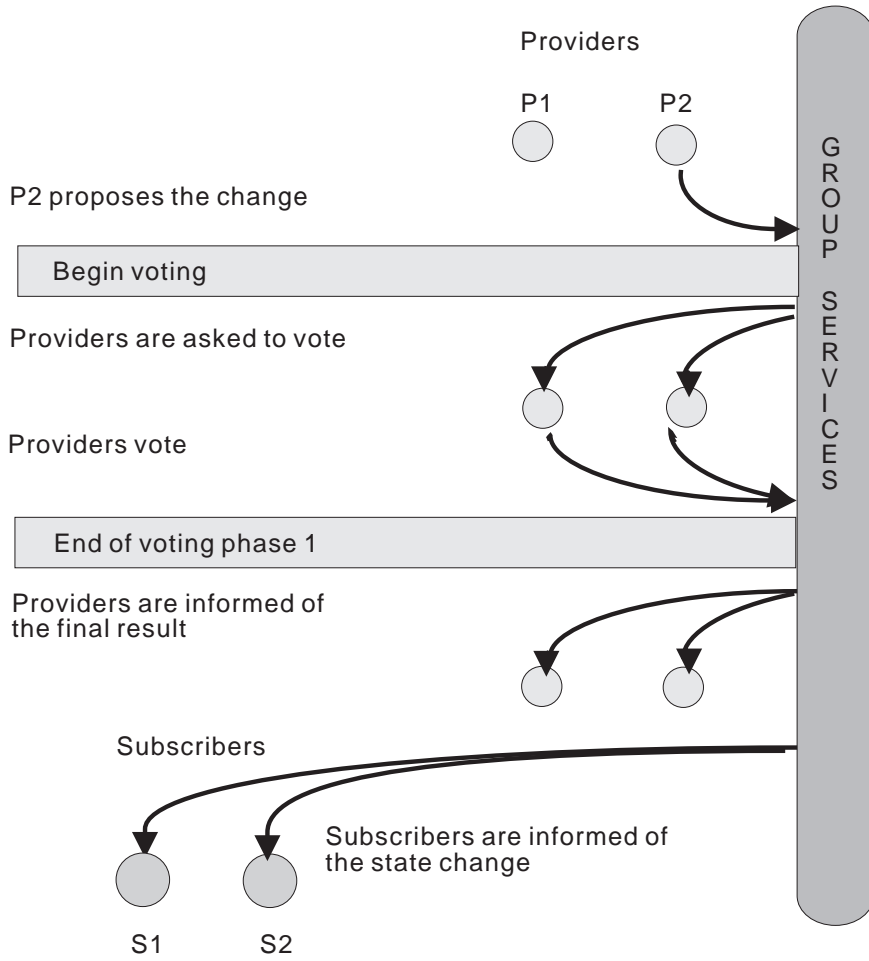 Providers
P1 P2
GROUP SERVICES
P2 proposes the change
Begin voting
Providers are asked to vote
Providers vote
End of voting phase 1
Providers are informed of
the final result
Subscribers
Subscribers are informed of
the state change
S1 S2